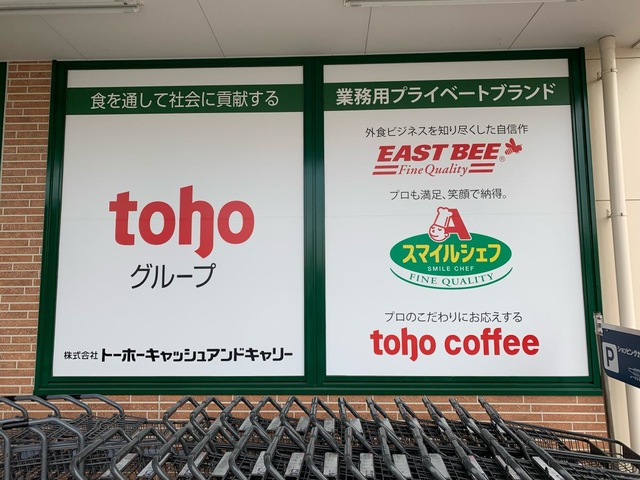 食を通して社会に貢献する
toho
グループ
株式会社 トーホーキャッシュアンドキャリー
業務用プライベートブランド
外食ビジネスを知り尽くした自信作
EAST BEE®
Fine Quality
プロも満足、笑顔で納得。
A
スマイルシェフ
SMILE CHEF
FINE QUALITY
プロのこだわりにお応えする
toho coffee
P